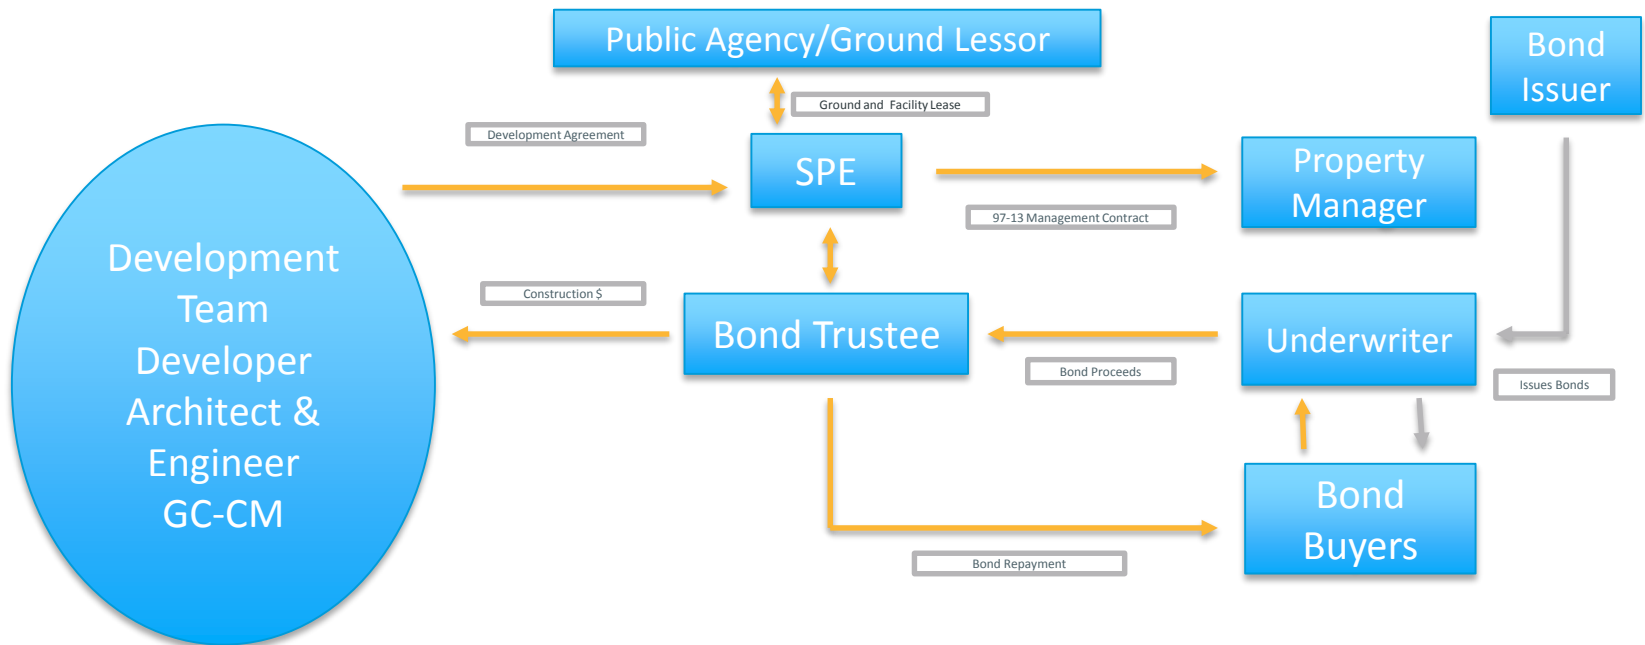 Public Agency/Ground Lessor
Bond
Issuer
Ground and Facility Lease
Development Agreement
SPE
Property
Manager
97-13 Management Contract
Development
Team
Developer
Architect &
Engineer
GC-CM
Construction $
Bond Trustee
Bond Proceeds
Underwriter
Issues Bonds
Bond
Buyers
Bond Repayment